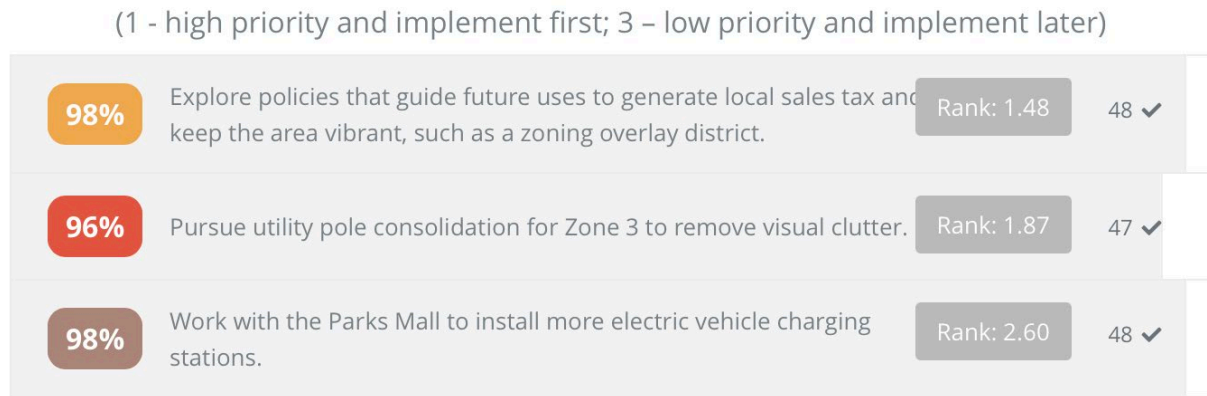 (1 - high priority and implement first; 3 – low priority and implement later)
98%
Explore policies that guide future uses to generate local sales tax and
keep the area vibrant, such as a zoning overlay district.
Rank: 1.48
48 ✔
96%
Pursue utility pole consolidation for Zone 3 to remove visual clutter.
Rank: 1.87
47 ✔
98%
Work with the Parks Mall to install more electric vehicle charging
stations.
Rank: 2.60
48 ✔